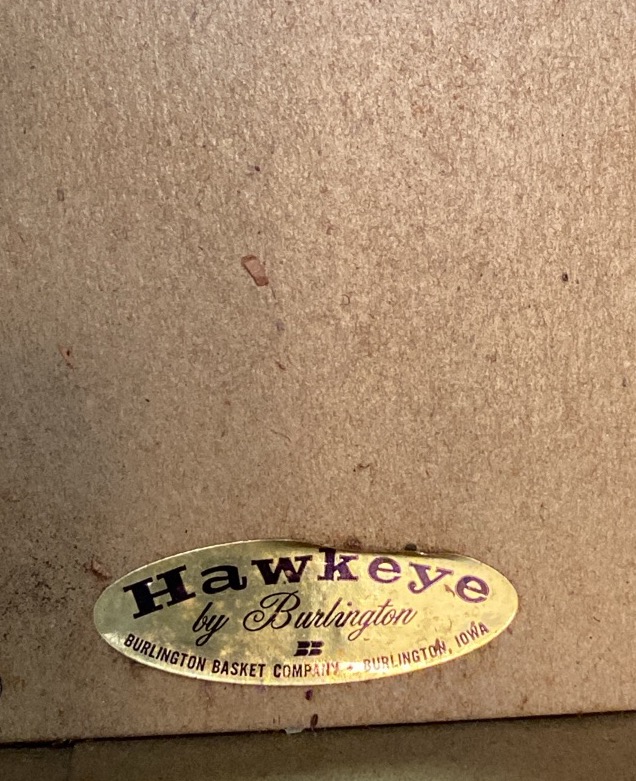 Hawkeye
by Burlington
BURLINGTON BASKET COMPANY - BURLINGTON, IOWA